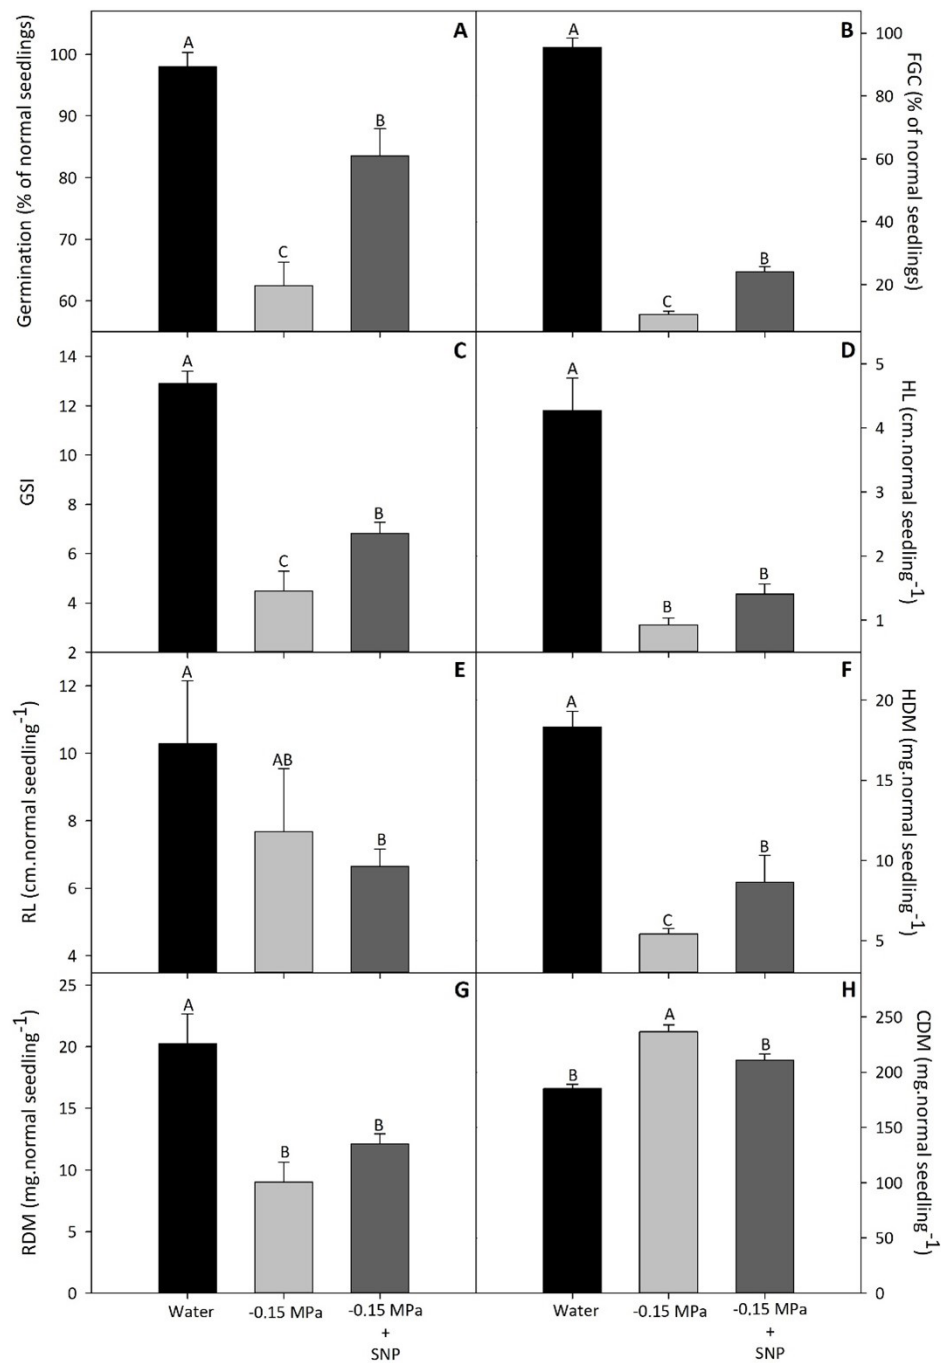 A
Germination (% of normal seedlings)
100
90
80
70
60
A
C
B
B
FGC (% of normal seedlings)
100
80
60
40
20
A
C
B
C
GSI
14
12
10
8
6
4
2
A
C
B
D
HL (cm.normal seedling-1)
5
4
3
2
1
A
B
B
E
RL (cm.normal seedling-1)
12
10
8
6
4
A
AB
B
F
HDM (mg.normal seedling-1)
20
15
10
5
A
C
B
G
RDM (mg.normal seedling-1)
25
20
15
10
5
0
A
B
B
H
CDM (mg.normal seedling-1)
250
200
150
100
50
0
B
A
B
Water
-0.15 MPa
-0.15 MPa
+
SNP
Water
-0.15 MPa
-0.15 MPa
+
SNP